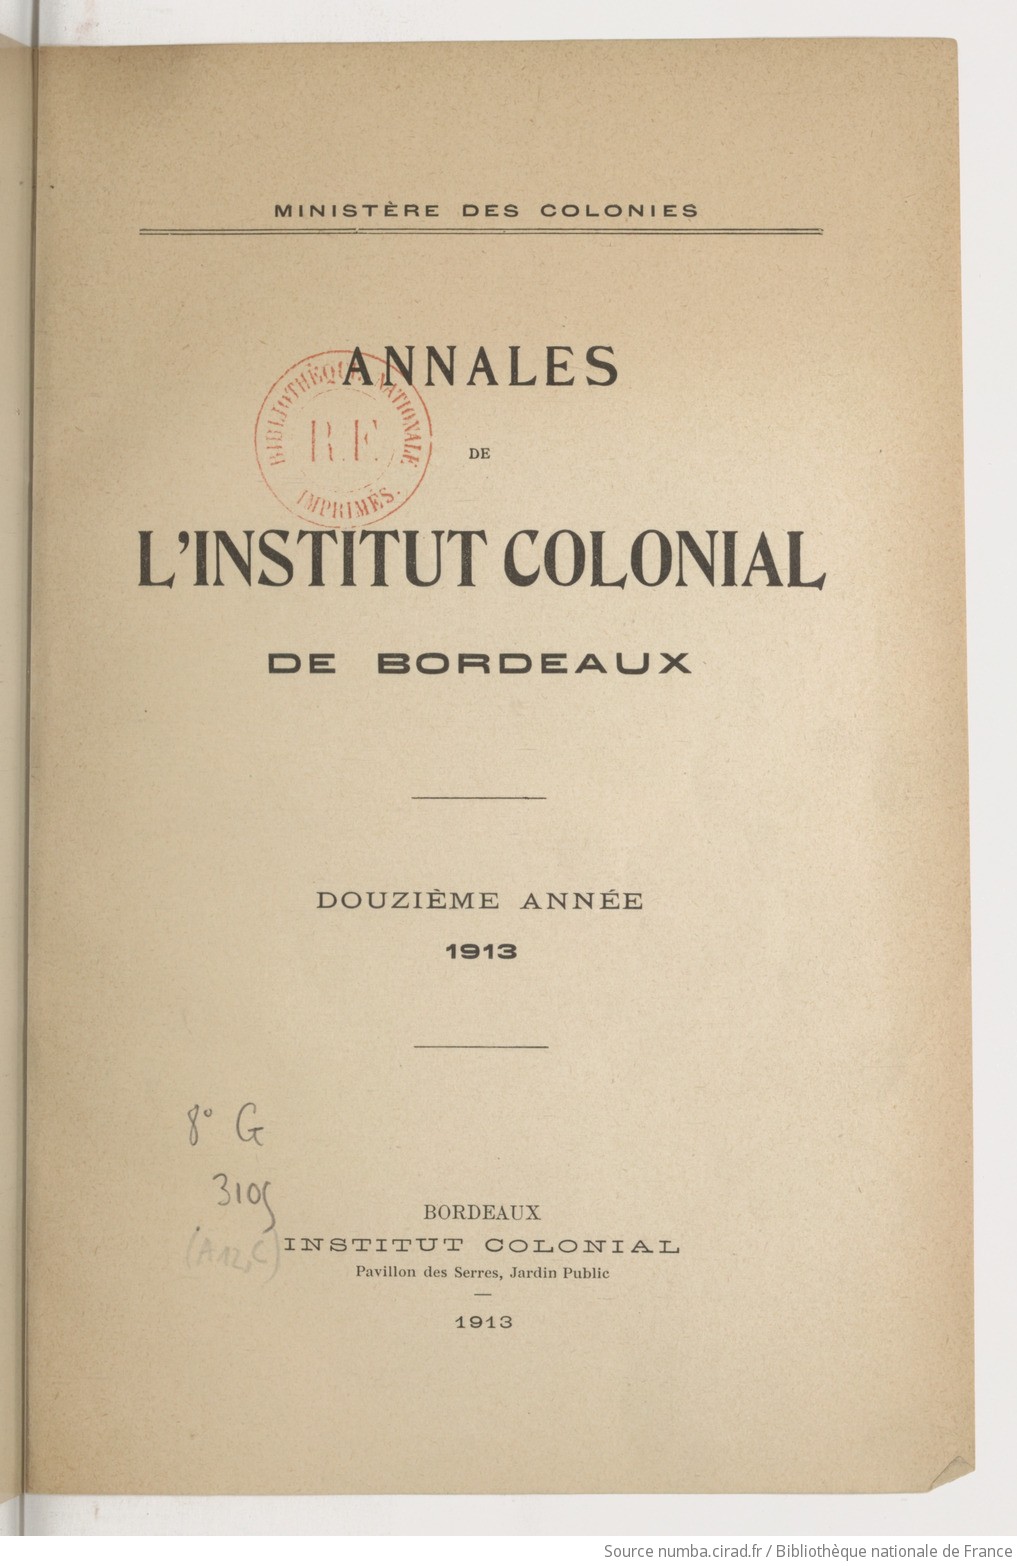 MINISTÈRE DES COLONIES
ANNALES
BIBLIOTHÈQUE NATIONALE
R.F.
IMPRIMÉS.
DE
L'INSTITUT COLONIAL
DE BORDEAUX
DOUZIÈME ANNÉE
1913
8° G
3105
(A12,C)
BORDEAUX
INSTITUT COLONIAL
Pavillon des Serres, Jardin Public
1913
Source numba.cirad.fr / Bibliothèque nationale de France